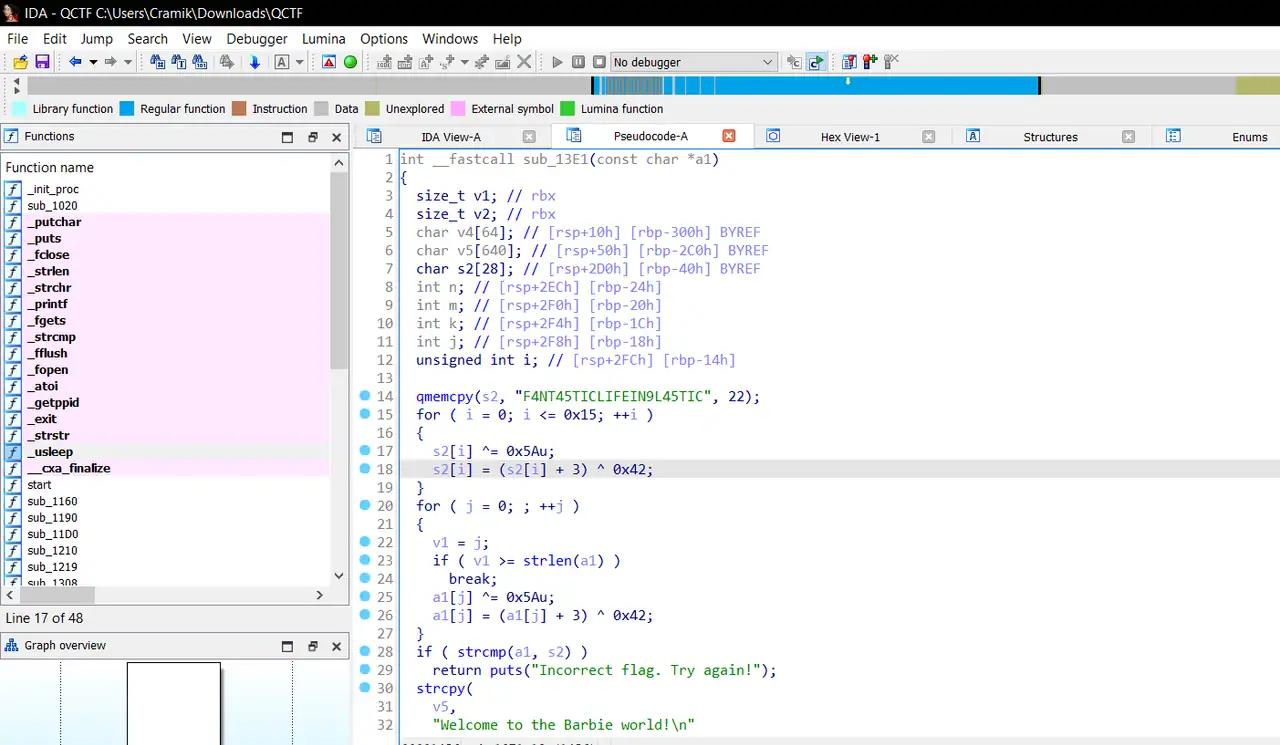 IDA - QCTF C:\Users\Cramik\Downloads\QCTF
File Edit Jump Search View Debugger Lumina Options Windows Help
No debugger
Library function Regular function Instruction Data Unexplored External symbol Lumina function
Functions
IDA View-A Pseudocode-A Hex View-1 Structures Enums
Function name
_init_proc
sub_1020
_putchar
_puts
_fclose
_strlen
_strchr
_printf
_fgets
_strcmp
_fflush
_fopen
_atoi
_getppid
_exit
_strstr
_usleep
__cxa_finalize
start
sub_1160
sub_1190
sub_11D0
sub_1210
sub_1219
sub_1308
Line 17 of 48
Graph overview
1 int __fastcall sub_13E1(const char *a1)
2 {
3 size_t v1; // rbx
4 size_t v2; // rbx
5 char v4[64]; // [rsp+10h] [rbp-300h] BYREF
6 char v5[640]; // [rsp+50h] [rbp-2C0h] BYREF
7 char s2[28]; // [rsp+2D0h] [rbp-40h] BYREF
8 int n; // [rsp+2ECh] [rbp-24h]
9 int m; // [rsp+2F0h] [rbp-20h]
10 int k; // [rsp+2F4h] [rbp-1Ch]
11 int j; // [rsp+2F8h] [rbp-18h]
12 unsigned int i; // [rsp+2FCh] [rbp-14h]
13
14 qmemcpy(s2, "F4NT45TICLIFEIN9L45TIC", 22);
15 for ( i = 0; i <= 0x15; ++i )
16 {
17 s2[i] ^= 0x5Au;
18 s2[i] = (s2[i] + 3) ^ 0x42;
19 }
20 for ( j = 0; ; ++j )
21 {
22 v1 = j;
23 if ( v1 >= strlen(a1) )
24 break;
25 a1[j] ^= 0x5Au;
26 a1[j] = (a1[j] + 3) ^ 0x42;
27 }
28 if ( strcmp(a1, s2) )
29 return puts("Incorrect flag. Try again!");
30 strcpy(
31 v5,
32 "Welcome to the Barbie world!\n"